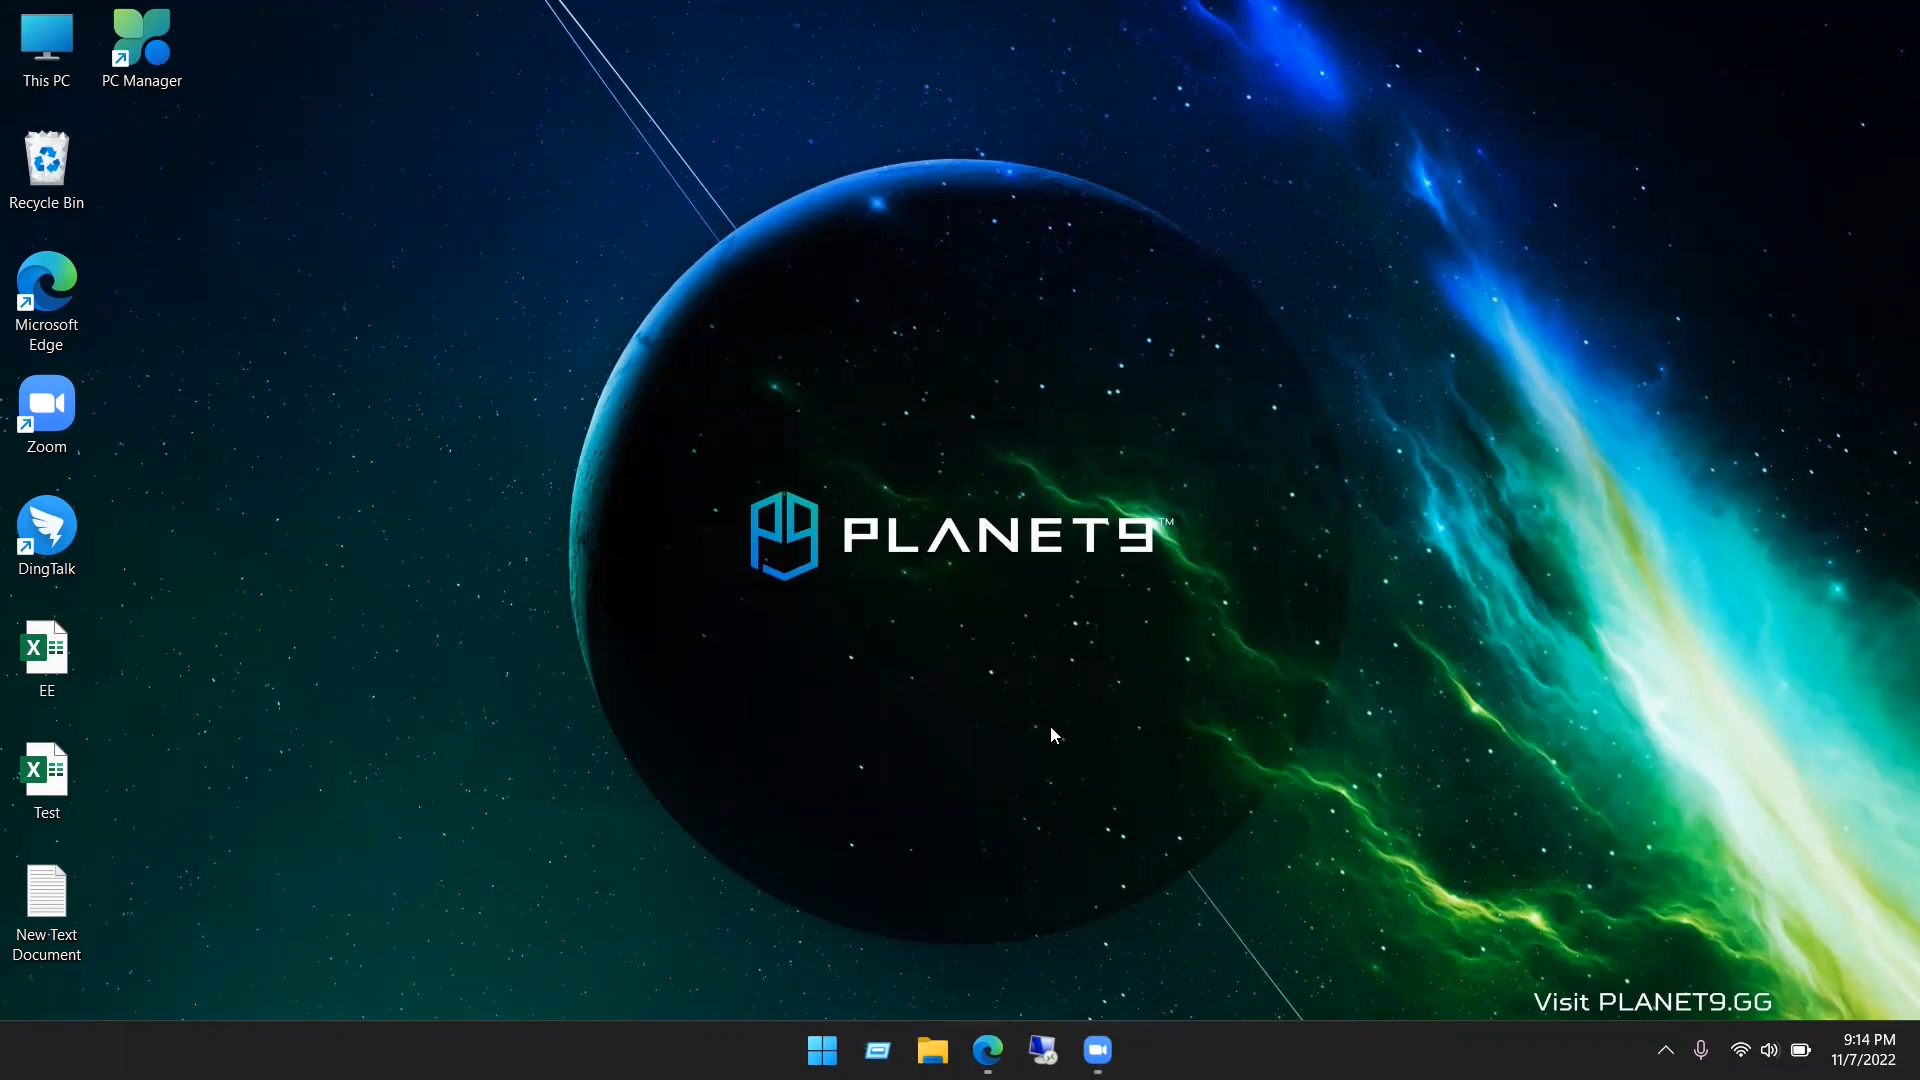 This PC
PC Manager
Recycle Bin
Microsoft
Edge
Zoom
DingTalk
EE
Test
New Text
Document
PLANET9™
Visit PLANET9.GG
9:14 PM
11/7/2022